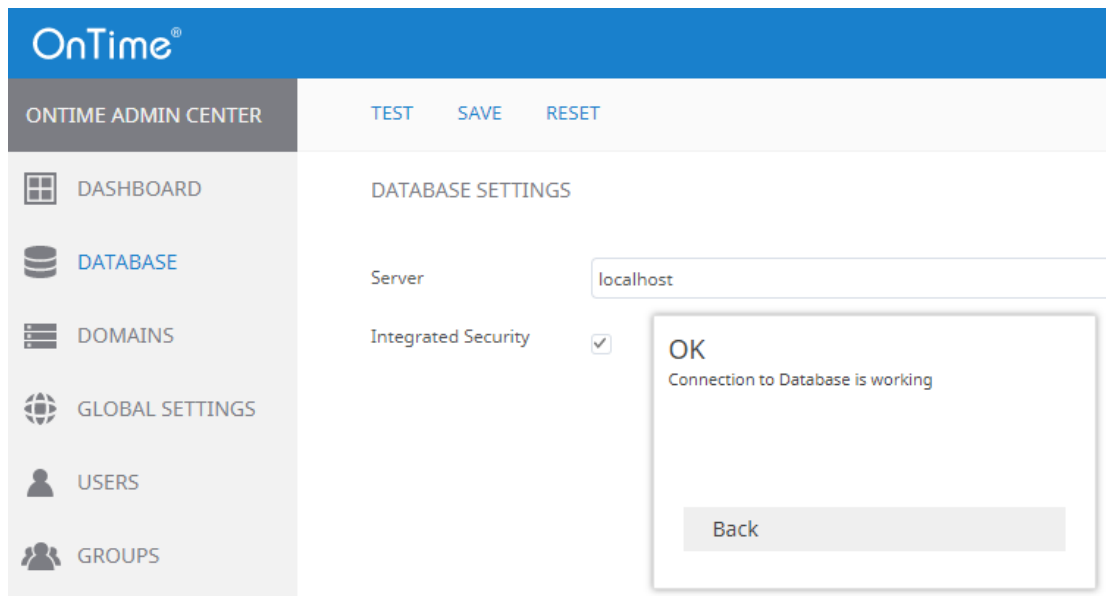 OnTime®
ONTIME ADMIN CENTER
TEST SAVE RESET
DASHBOARD
DATABASE
DOMAINS
GLOBAL SETTINGS
USERS
GROUPS
DATABASE SETTINGS
Server localhost
Integrated Security
OK
Connection to Database is working
Back